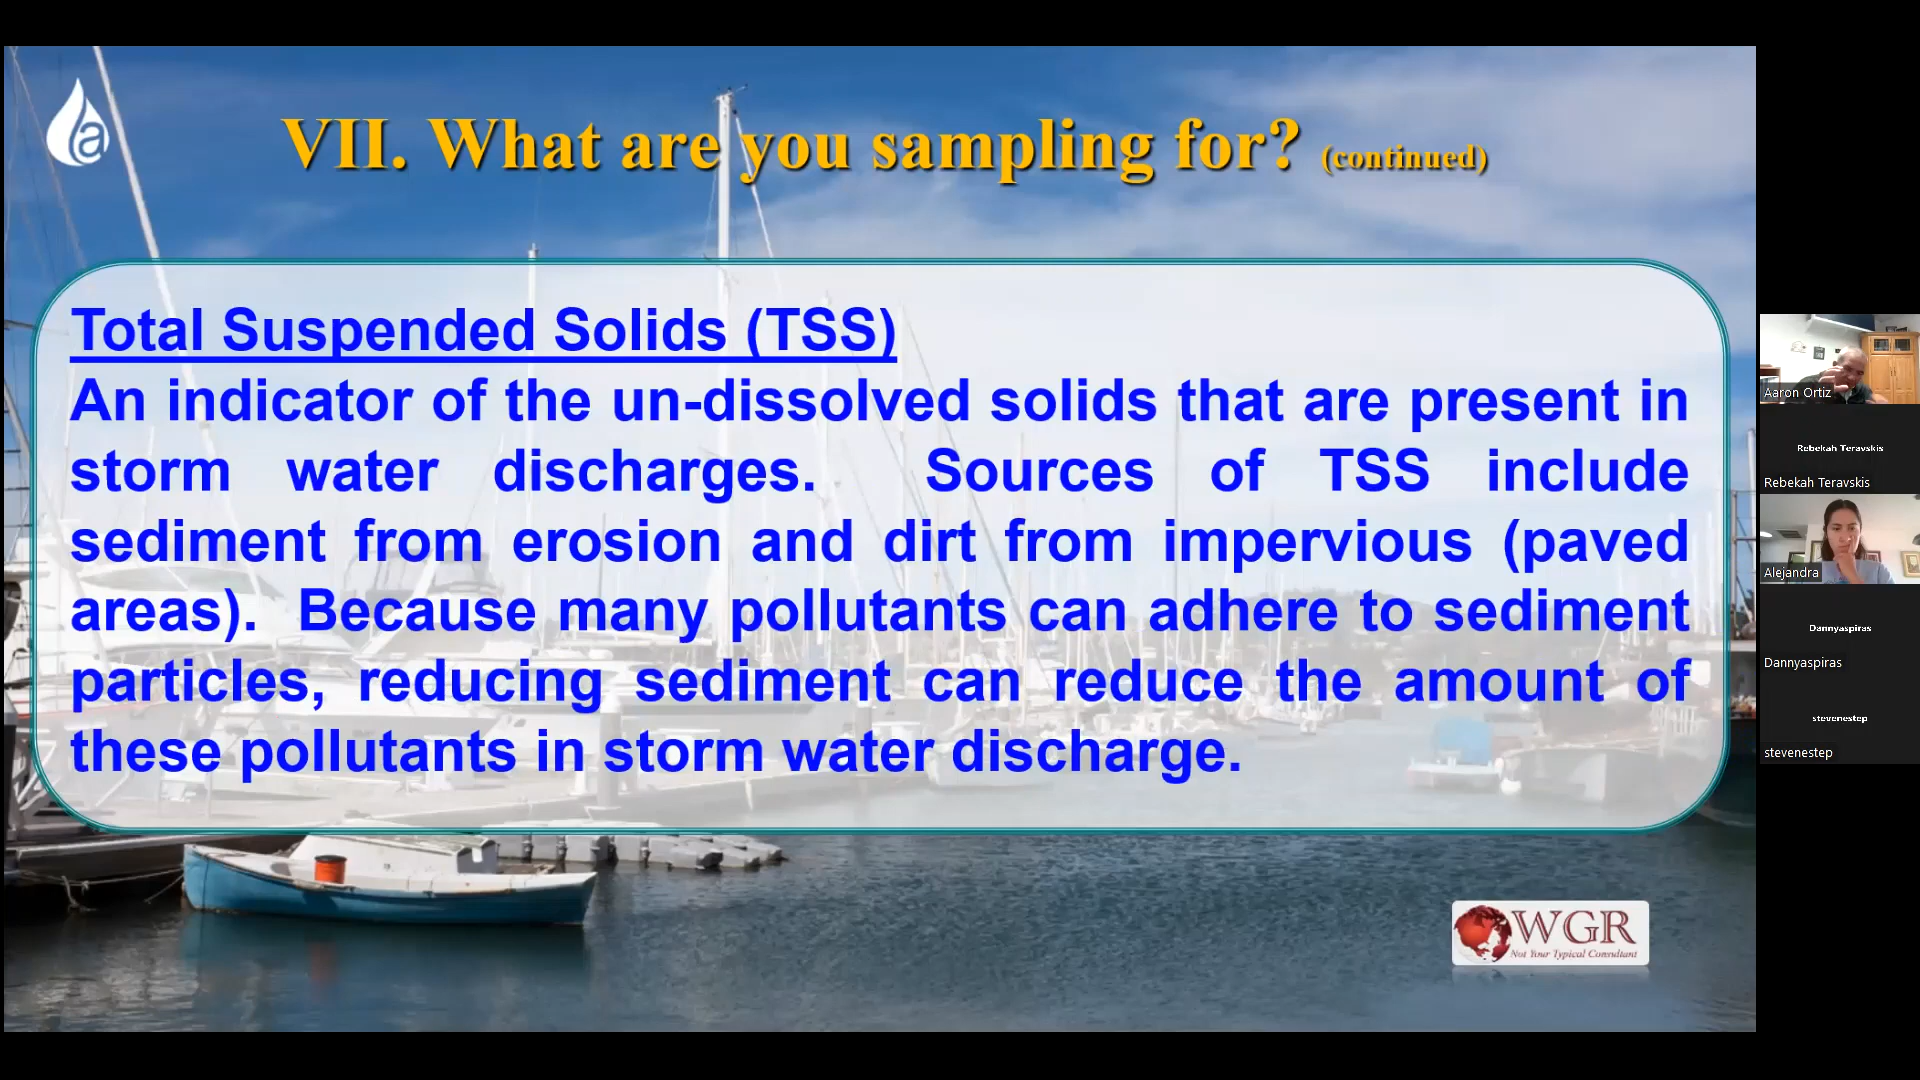 VII. What are you sampling for? (continued)
Total Suspended Solids (TSS)
An indicator of the un-dissolved solids that are present in
storm water discharges. Sources of TSS include
sediment from erosion and dirt from impervious (paved
areas). Because many pollutants can adhere to sediment
particles, reducing sediment can reduce the amount of
these pollutants in storm water discharge.
a
WGR
Not Your Typical Consultant
Aaron Ortiz
Rebekah Teravskis
Rebekah Teravskis
Alejandra
Dannyaspiras
Dannyaspiras
stevenestep
stevenestep